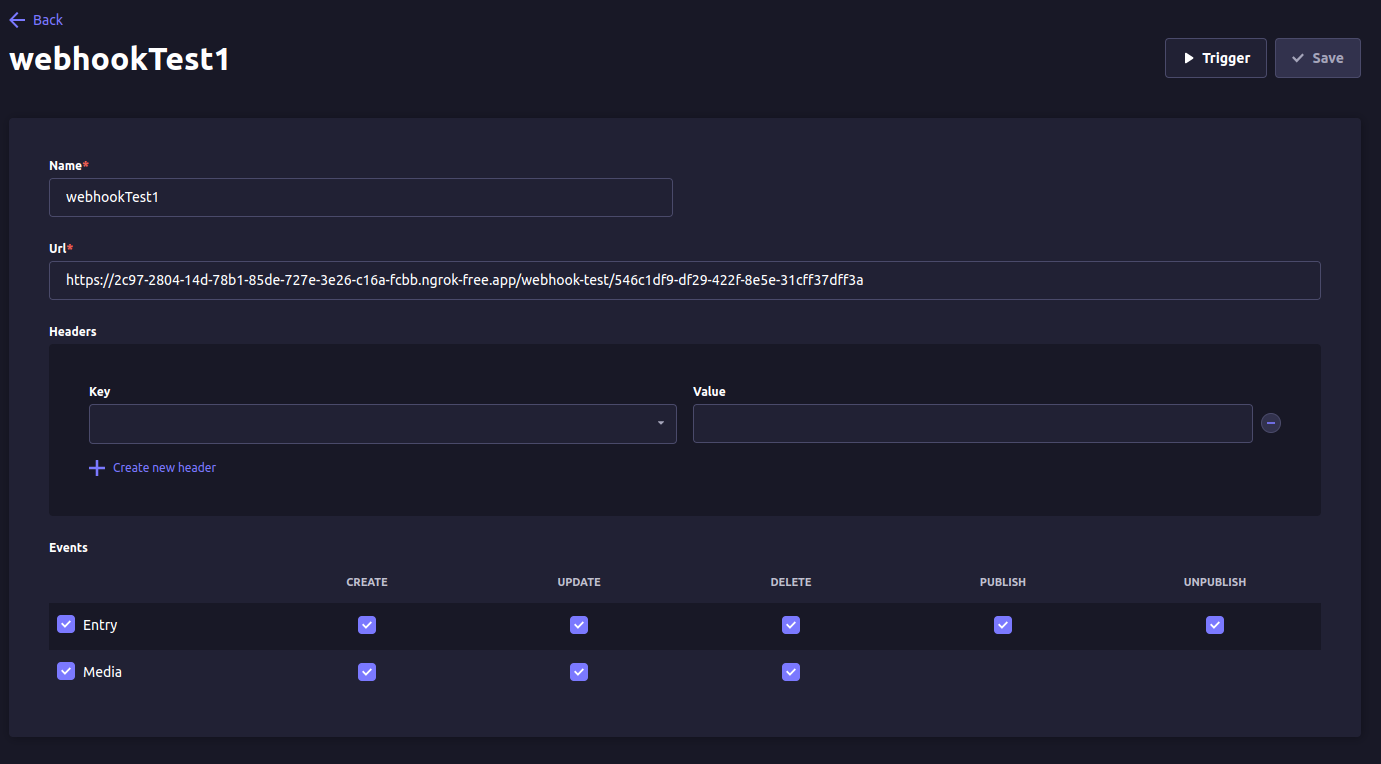 Back
webhookTest1
Trigger
Save
Name*
webhookTest1
Url*
https://2c97-2804-14d-78b1-85de-727e-3e26-c16a-fcbb.ngrok-free.app/webhook-test/546c1df9-df29-422f-8e5e-31cff37dff3a
Headers
Key Value
Create new header
Events
CREATE UPDATE DELETE PUBLISH UNPUBLISH
Entry
Media